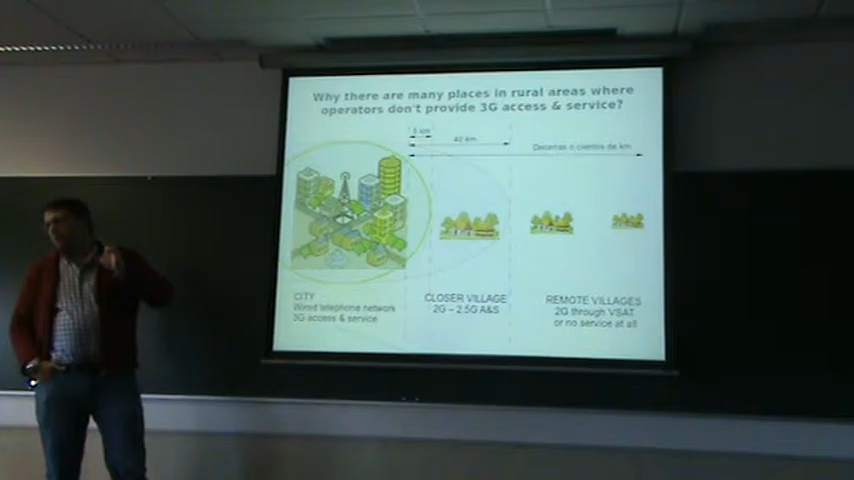 Why there are many places in rural areas where
operators don't provide 3G access & service?
5 km
40 km
Decenas o cientos de km
CITY
Wired telephone network
3G access & service
CLOSER VILLAGE
2G – 2.5G A&S
REMOTE VILLAGES
2G through VSAT
or no service at all